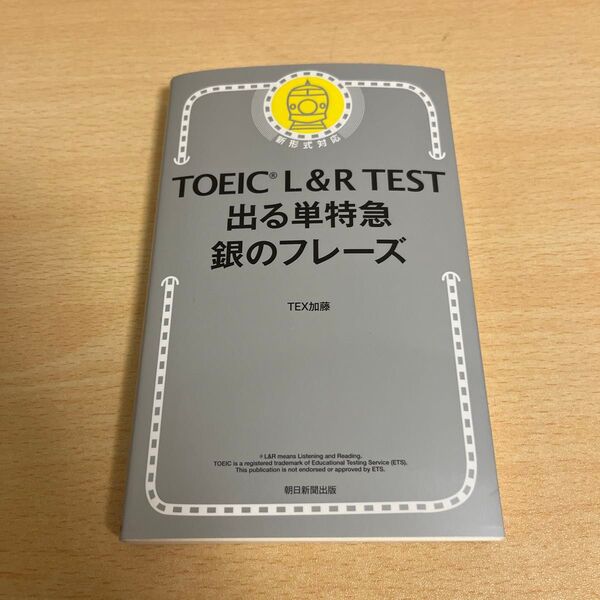 新形式対応
TOEIC® L&R TEST
出る単特急
銀のフレーズ
TEX加藤
* L&R means Listening and Reading.
TOEIC is a registered trademark of Educational Testing Service (ETS).
This publication is not endorsed or approved by ETS.
朝日新聞出版